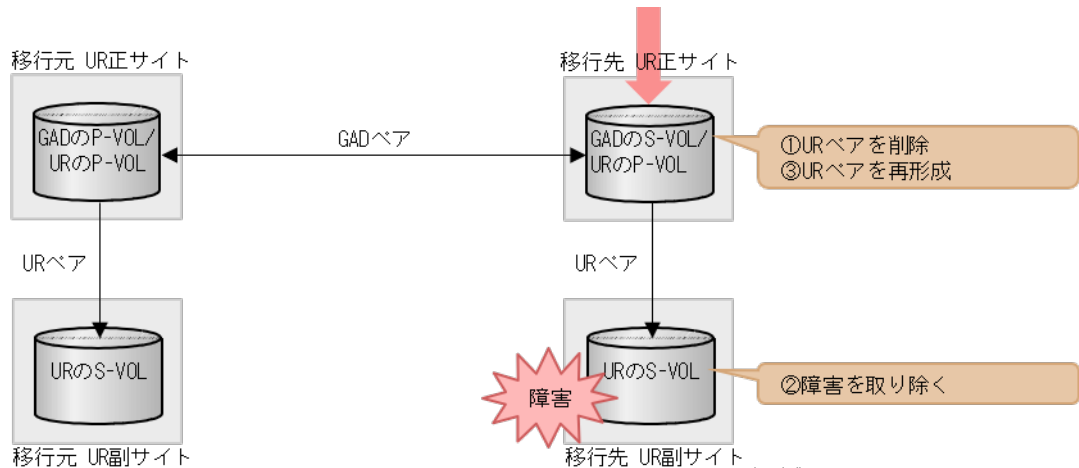 移行元 UR正サイト
移行先 UR正サイト
GADのP-VOL/
URのP-VOL
GADペア
GADのS-VOL/
URのP-VOL
①URペアを削除
③URペアを再形成
URペア
URペア
URのS-VOL
障害
URのS-VOL
②障害を取り除く
移行元 UR副サイト
移行先 UR副サイト